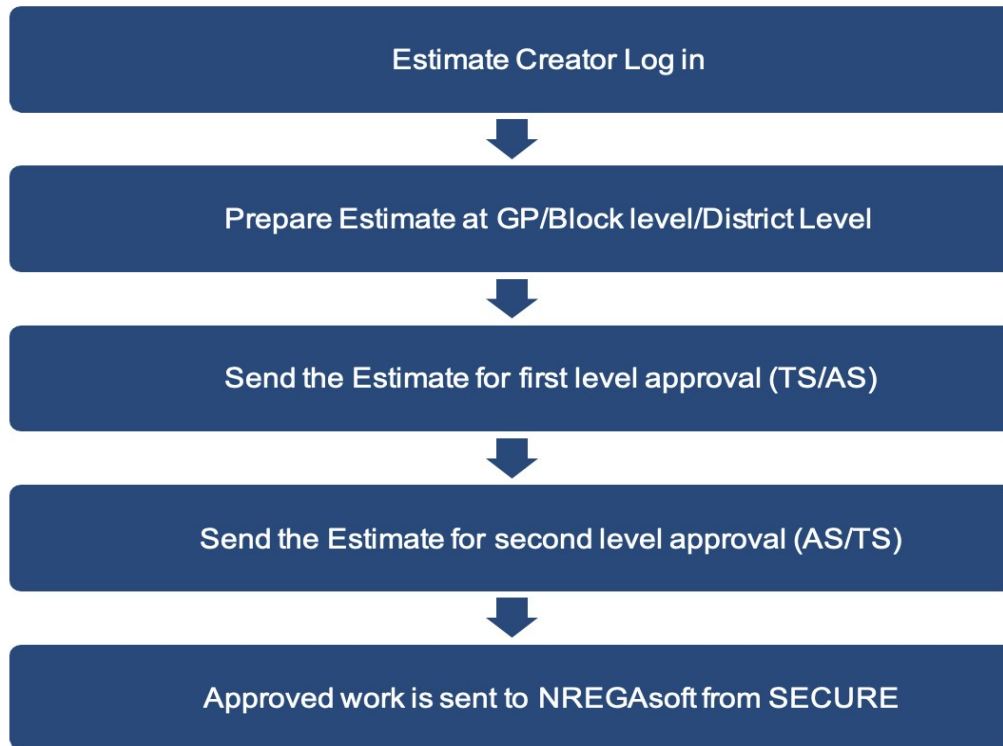 Estimate Creator Log in
Prepare Estimate at GP/Block level/District Level
Send the Estimate for first level approval (TS/AS)
Send the Estimate for second level approval (AS/TS)
Approved work is sent to NREGAsoft from SECURE